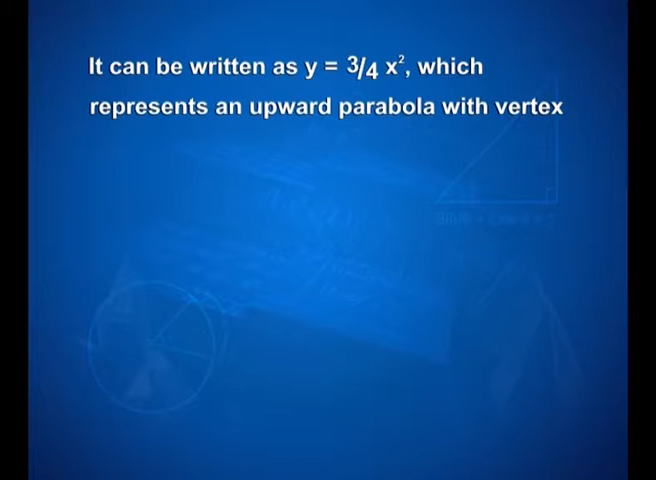 It can be written as y = 3/4 x², which
represents an upward parabola with vertex